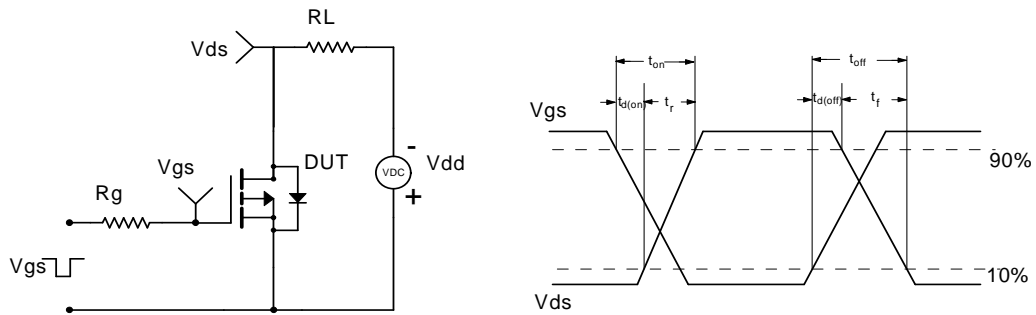 RL
Vds
Vgs
DUT
-
VDC
Vdd
+
Rg
Vgs
ton
toff
td(on)
tr
td(off)
tf
Vgs
90%
10%
Vds